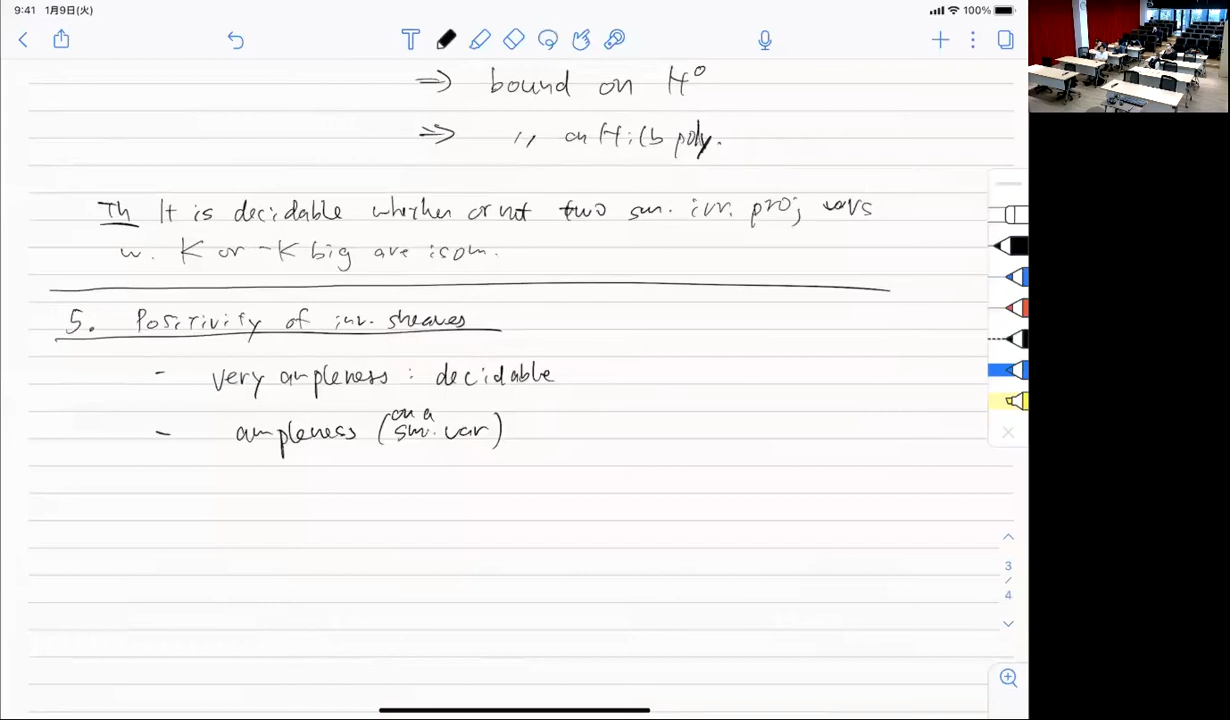 9:41 1月9日(火) 100%
⇒ bound on H⁰
⇒ 〃 on Hilb poly.
Th It is decidable whether or not two sm. irr. proj vars
w. K or -K big are isom.
5. Positivity of inv. sheaves
- very ampleness : decidable
- ampleness (on a sm. var)
3
/
4